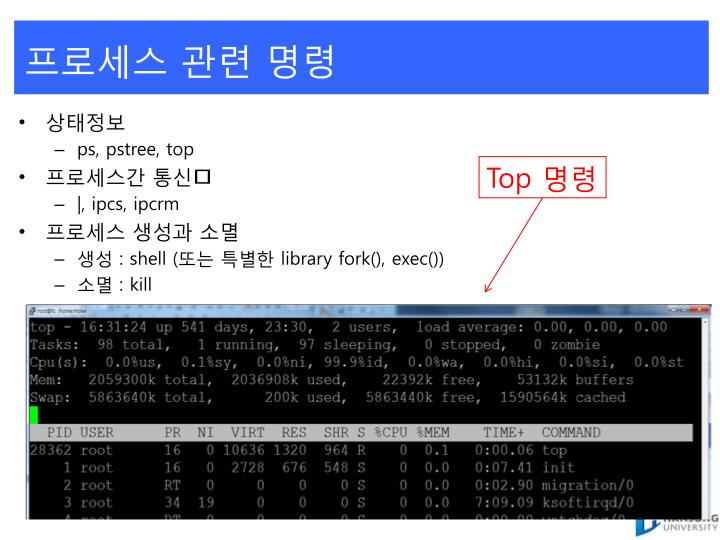 프로세스 관련 명령
• 상태정보
– ps, pstree, top
• 프로세스간 통신□
– |, ipcs, ipcrm
• 프로세스 생성과 소멸
– 생성 : shell (또는 특별한 library fork(), exec())
– 소멸 : kill
Top 명령
root@fs: /home/mslee
top - 16:31:24 up 541 days, 23:30,  2 users,  load average: 0.00, 0.00, 0.00
Tasks:  98 total,   1 running,  97 sleeping,   0 stopped,   0 zombie
Cpu(s):  0.0%us,  0.1%sy,  0.0%ni, 99.9%id,  0.0%wa,  0.0%hi,  0.0%si,  0.0%st
Mem:   2059300k total,  2036908k used,    22392k free,    53132k buffers
Swap:  5863640k total,      200k used,  5863440k free,  1590564k cached
PID USER      PR  NI  VIRT  RES  SHR S %CPU %MEM    TIME+  COMMAND
28362 root      16   0 10636 1320  964 R    0  0.1   0:00.06 top
1 root      16   0  2728  676  548 S    0  0.0   0:07.41 init
2 root      RT   0     0    0    0 S    0  0.0   0:02.90 migration/0
3 root      34  19     0    0    0 S    0  0.0   7:09.09 ksoftirqd/0
4 root      RT   0     0    0    0 S    0  0.0   0:00.00 watchdog/0
HANSUNG
UNIVERSITY